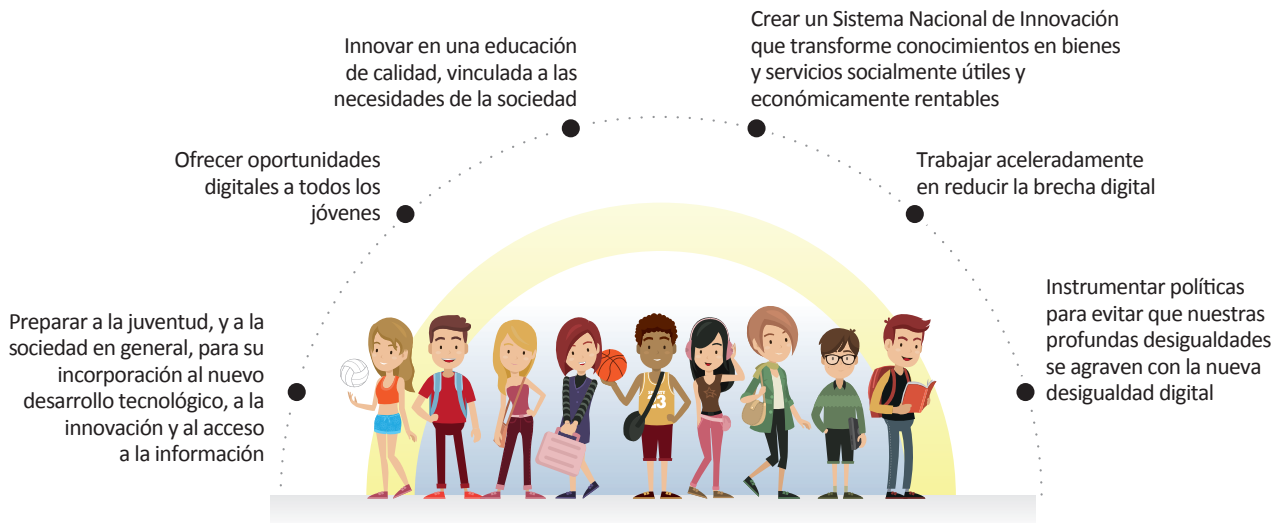 Preparar a la juventud, y a la
sociedad en general, para su
incorporación al nuevo
desarrollo tecnológico, a la
innovación y al acceso
a la información
Ofrecer oportunidades
digitales a todos los
jóvenes
Innovar en una educación
de calidad, vinculada a las
necesidades de la sociedad
Crear un Sistema Nacional de Innovación
que transforme conocimientos en bienes
y servicios socialmente útiles y
económicamente rentables
Trabajar aceleradamente
en reducir la brecha digital
Instrumentar políticas
para evitar que nuestras
profundas desigualdades
se agraven con la nueva
desigualdad digital
23